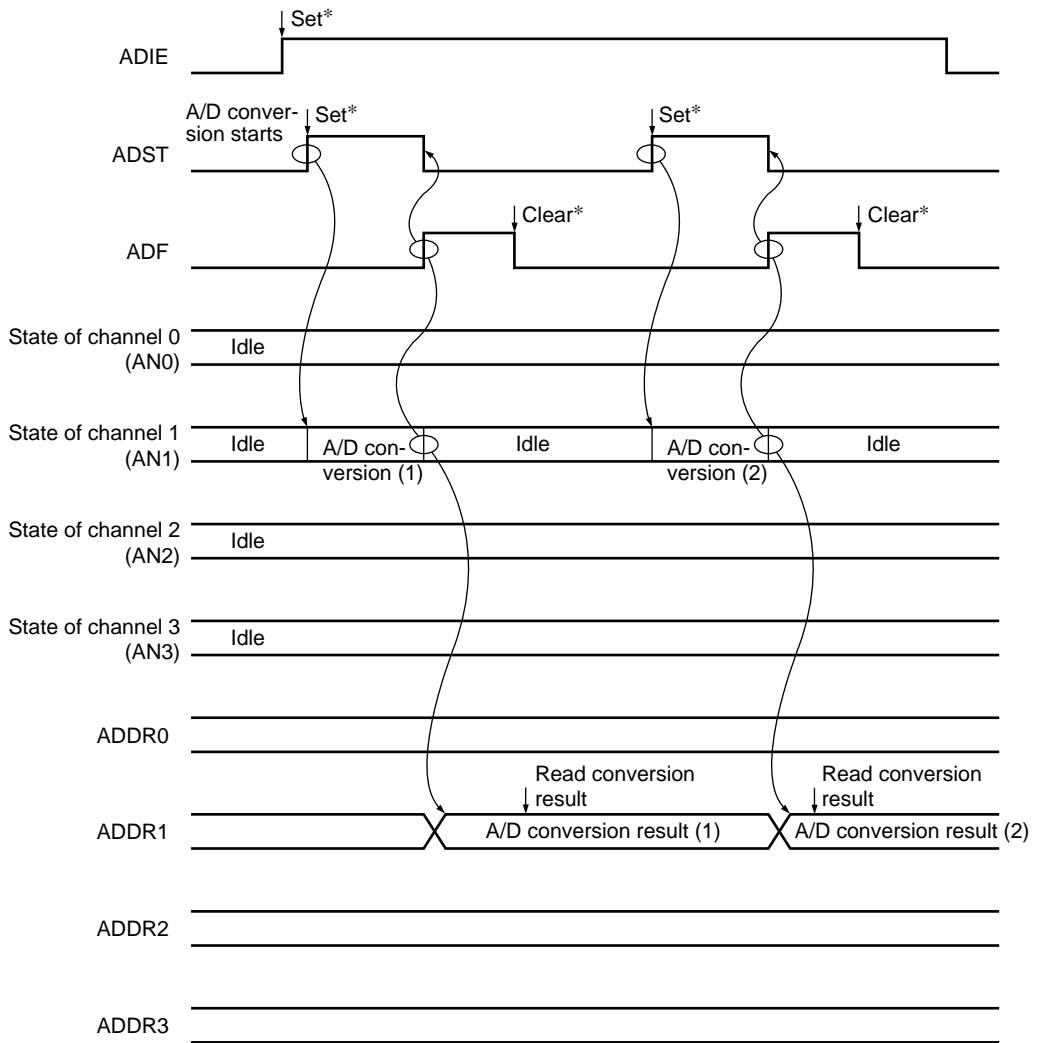 Set*
ADIE
A/D conver-
sion starts
Set*
Set*
ADST
Clear*
Clear*
ADF
State of channel 0
(AN0)
Idle
State of channel 1
(AN1)
Idle
A/D con-
version (1)
Idle
A/D con-
version (2)
Idle
State of channel 2
(AN2)
Idle
State of channel 3
(AN3)
Idle
ADDR0
Read conversion
result
Read conversion
result
ADDR1
A/D conversion result (1)
A/D conversion result (2)
ADDR2
ADDR3